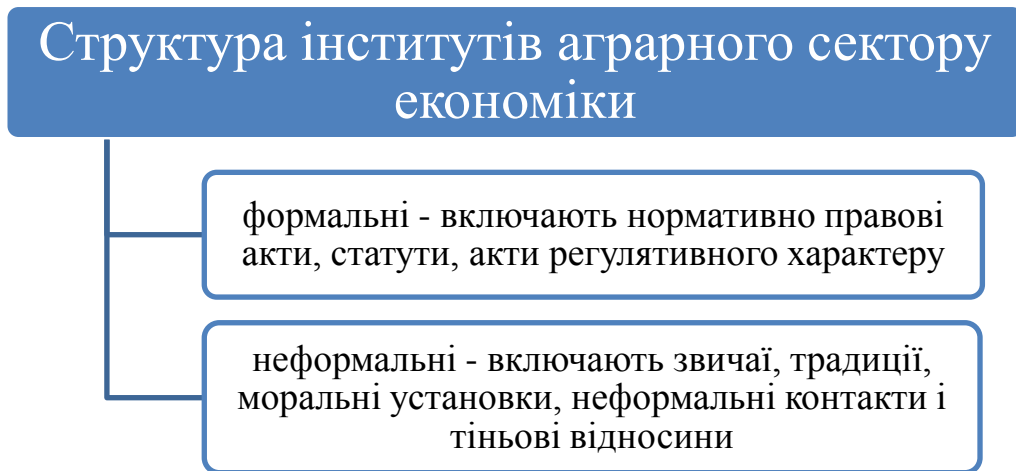 Структура інститутів аграрного сектору
економіки
формальні - включають нормативно правові
акти, статути, акти регулятивного характеру
неформальні - включають звичаї, традиції,
моральні установки, неформальні контакти і
тіньові відносини